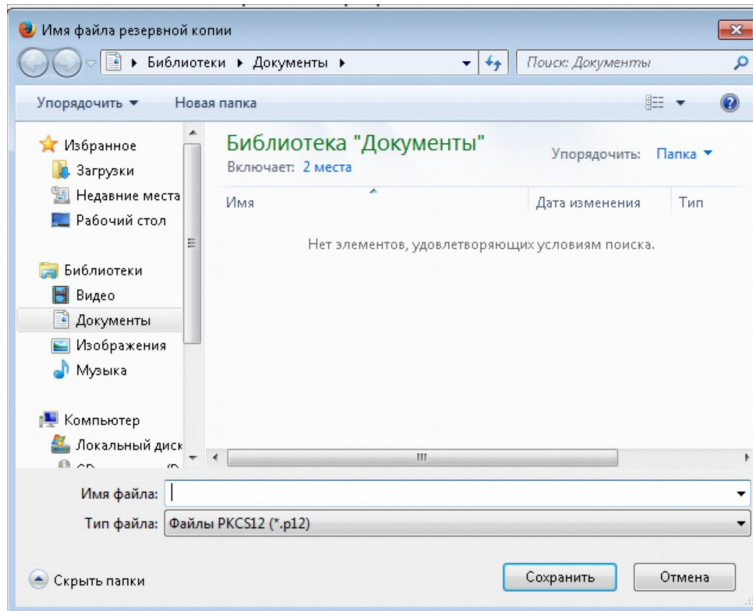 Имя файла резервной копии
Библиотеки ▸ Документы ▸
Поиск: Документы
Упорядочить ▼ Новая папка
Избранное
Загрузки
Недавние места
Рабочий стол
Библиотеки
Видео
Документы
Изображения
Музыка
Компьютер
Локальный диск
Библиотека "Документы"
Включает: 2 места
Упорядочить: Папка ▼
Имя Дата изменения Тип
Нет элементов, удовлетворяющих условиям поиска.
Имя файла:
Тип файла: Файлы PKCS12 (*.p12)
Скрыть папки
Сохранить Отмена